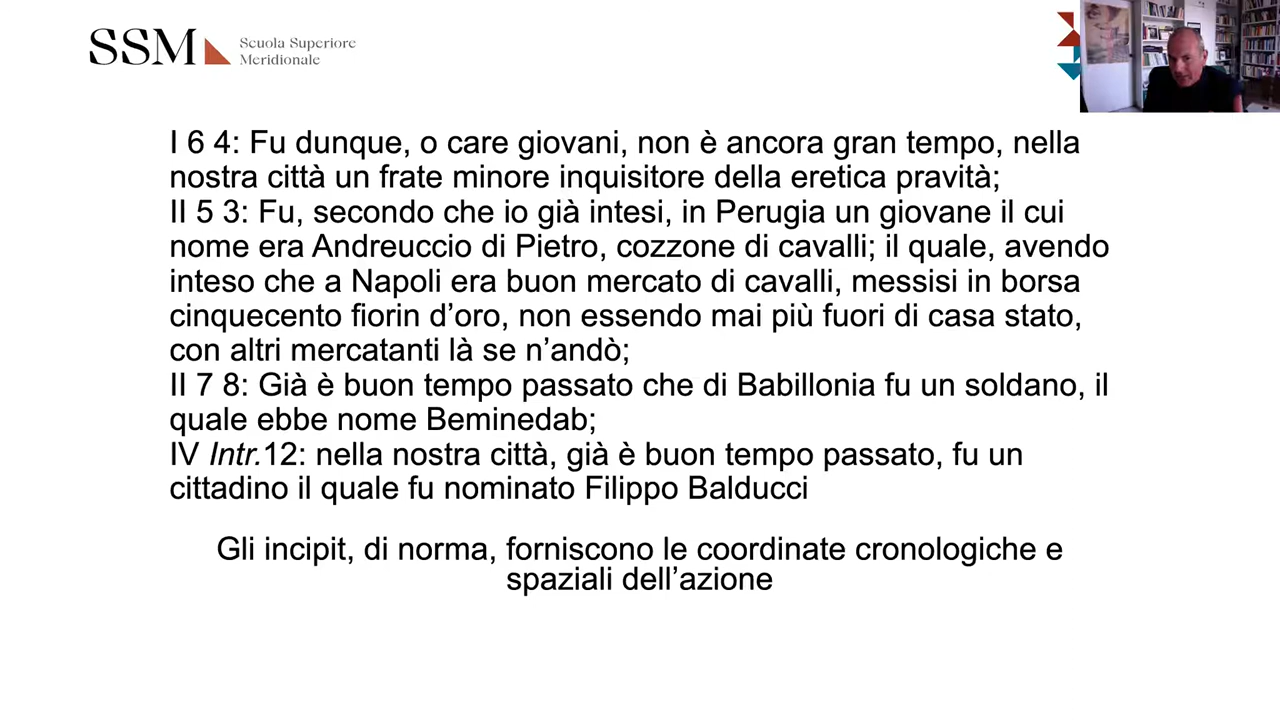 SSM Scuola Superiore
Meridionale
I 6 4: Fu dunque, o care giovani, non è ancora gran tempo, nella
nostra città un frate minore inquisitore della eretica pravità;
II 5 3: Fu, secondo che io già intesi, in Perugia un giovane il cui
nome era Andreuccio di Pietro, cozzone di cavalli; il quale, avendo
inteso che a Napoli era buon mercato di cavalli, messisi in borsa
cinquecento fiorin d’oro, non essendo mai più fuori di casa stato,
con altri mercatanti là se n’andò;
II 7 8: Già è buon tempo passato che di Babillonia fu un soldano, il
quale ebbe nome Beminedab;
IV Intr.12: nella nostra città, già è buon tempo passato, fu un
cittadino il quale fu nominato Filippo Balducci
Gli incipit, di norma, forniscono le coordinate cronologiche e
spaziali dell’azione